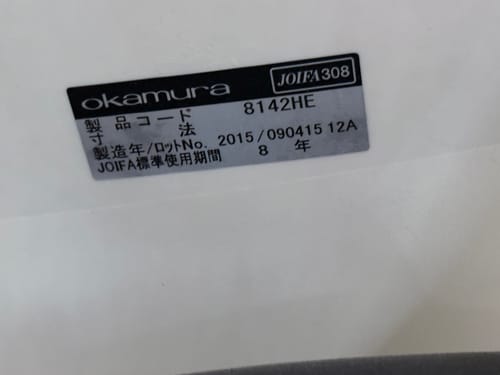 okamura JOIFA308
製品コード 8142HE
寸法
製造年/ロットNo. 2015/090415 12A
JOIFA標準使用期間 8 年